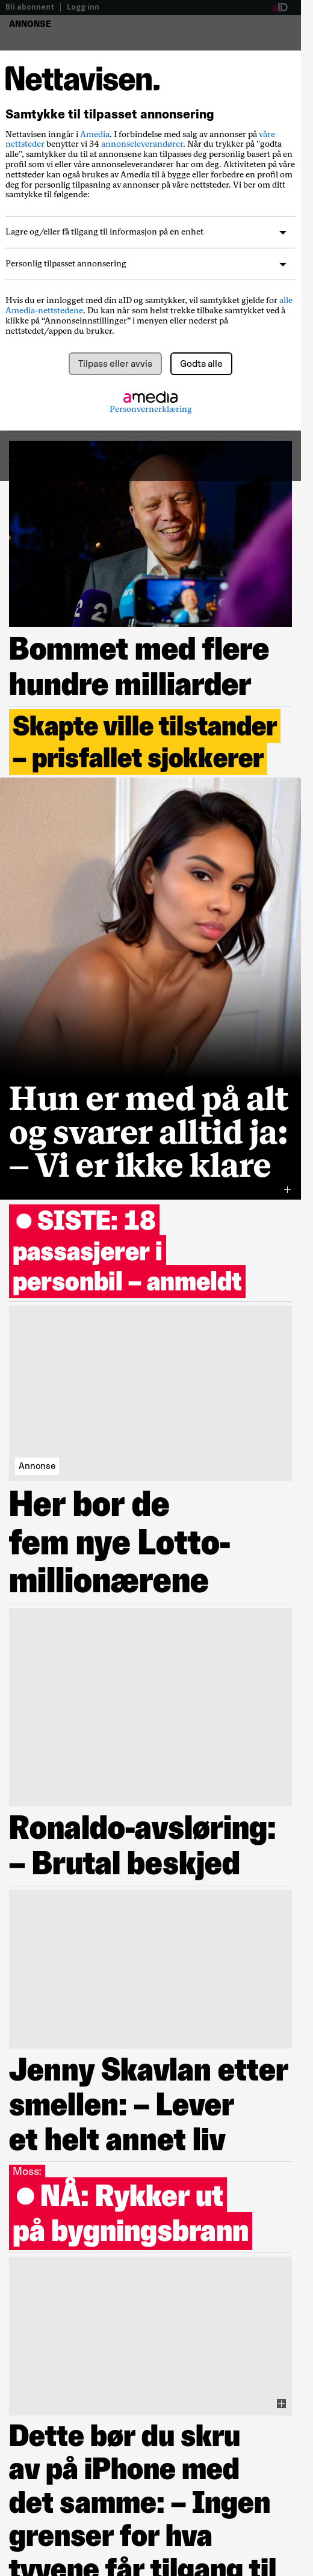 Bli abonnent | Logg inn
aID
ANNONSE
Nettavisen.
Samtykke til tilpasset annonsering
Nettavisen inngår i Amedia. I forbindelse med salg av annonser på våre
nettsteder benytter vi 34 annonseleverandører. Når du trykker på "godta
alle", samtykker du til at annonsene kan tilpasses deg personlig basert på en
profil som vi eller våre annonseleverandører har om deg. Aktiviteten på våre
nettsteder kan også brukes av Amedia til å bygge eller forbedre en profil om
deg for personlig tilpasning av annonser på våre nettsteder. Vi ber om ditt
samtykke til følgende:
Lagre og/eller få tilgang til informasjon på en enhet
Personlig tilpasset annonsering
Hvis du er innlogget med din aID og samtykker, vil samtykket gjelde for alle
Amedia-nettstedene. Du kan når som helst trekke tilbake samtykket ved å
klikke på “Annonseinnstillinger” i menyen eller nederst på
nettstedet/appen du bruker.
Tilpass eller avvis Godta alle
amedia
Personvernerklæring
2
Bommet med flere
hundre milliarder
Skapte ville tilstander
– prisfallet sjokkerer
Hun er med på alt
og svarer alltid ja:
– Vi er ikke klare
SISTE: 18
passasjerer i
personbil – anmeldt
Annonse
Her bor de
fem nye Lotto-
millionærene
Ronaldo-avsløring:
– Brutal beskjed
Jenny Skavlan etter
smellen: – Lever
et helt annet liv
Moss:
NÅ: Rykker ut
på bygningsbrann
Dette bør du skru
av på iPhone med
det samme: – Ingen
grenser for hva
tyvene får tilgang til